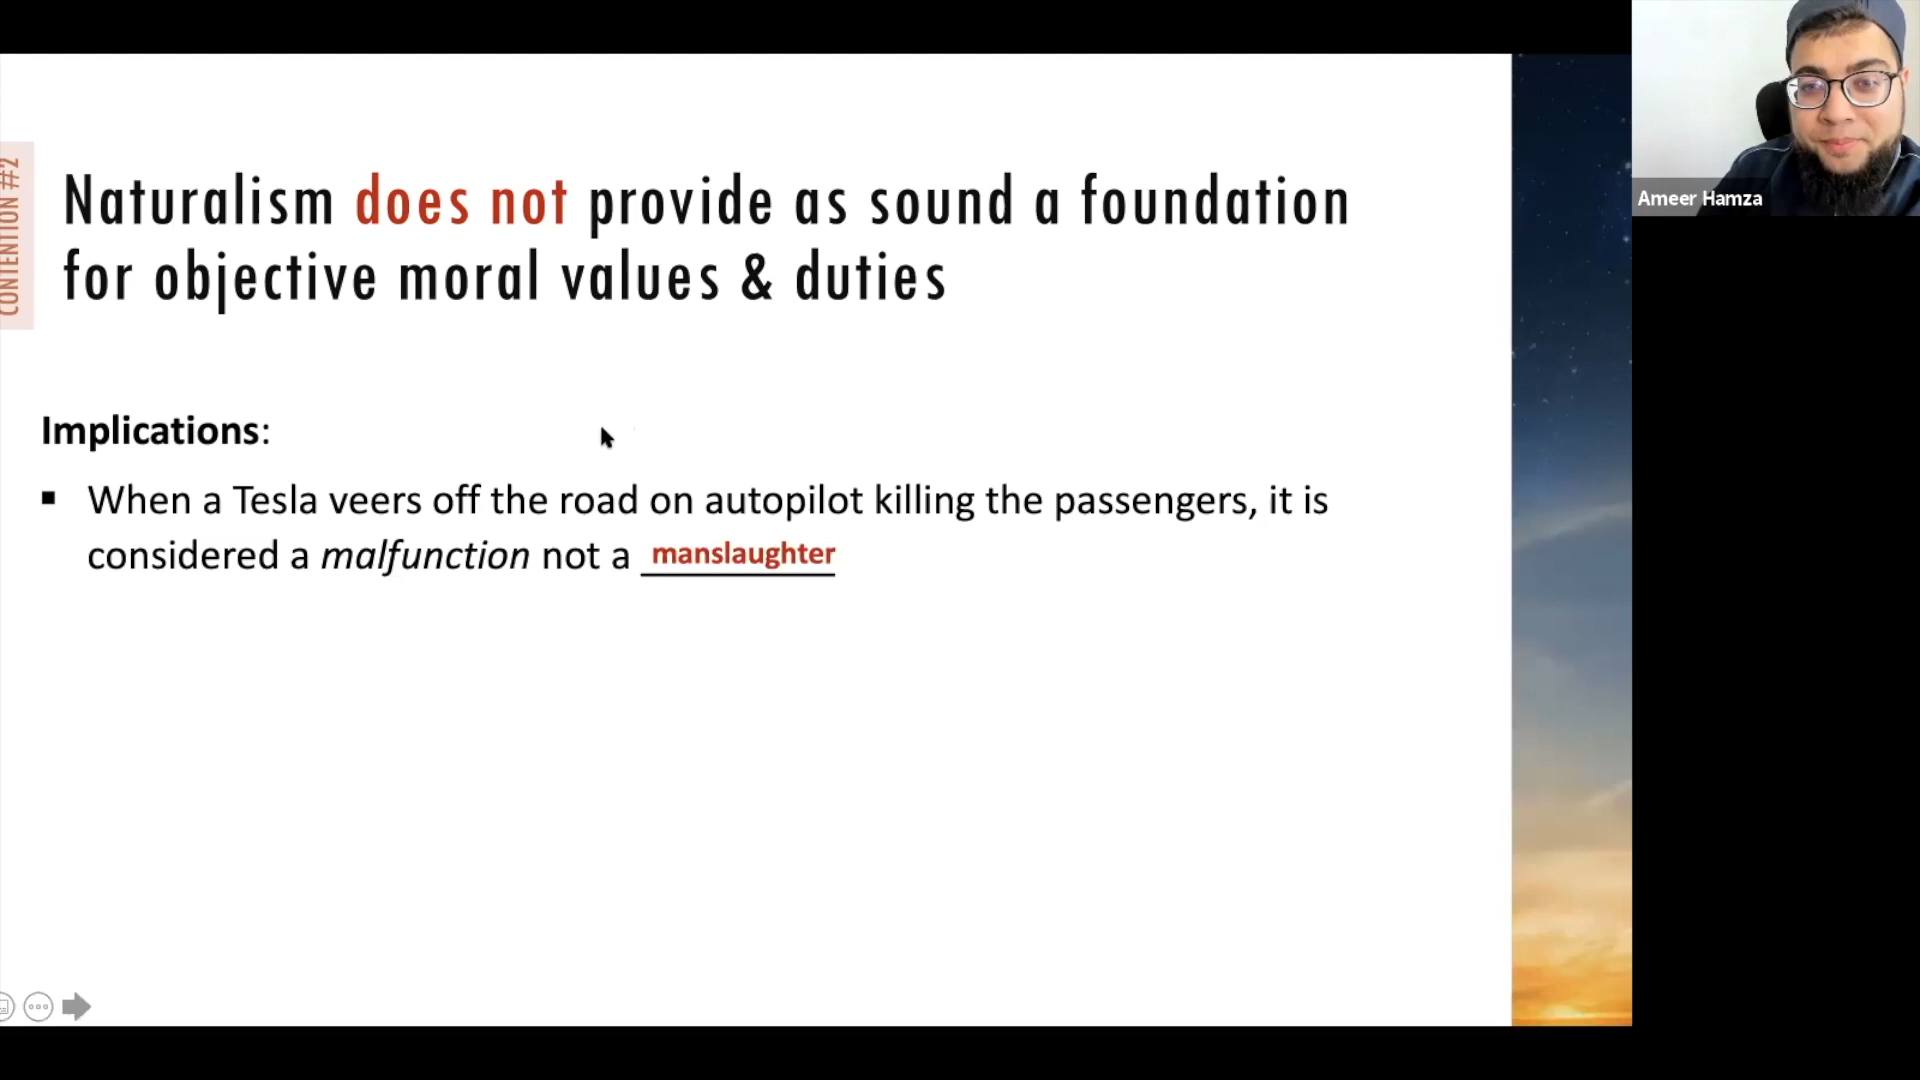 CONTENTION #2
Naturalism does not provide as sound a foundation
for objective moral values & duties
Implications:
▪ When a Tesla veers off the road on autopilot killing the passengers, it is
considered a malfunction not a manslaughter
Ameer Hamza